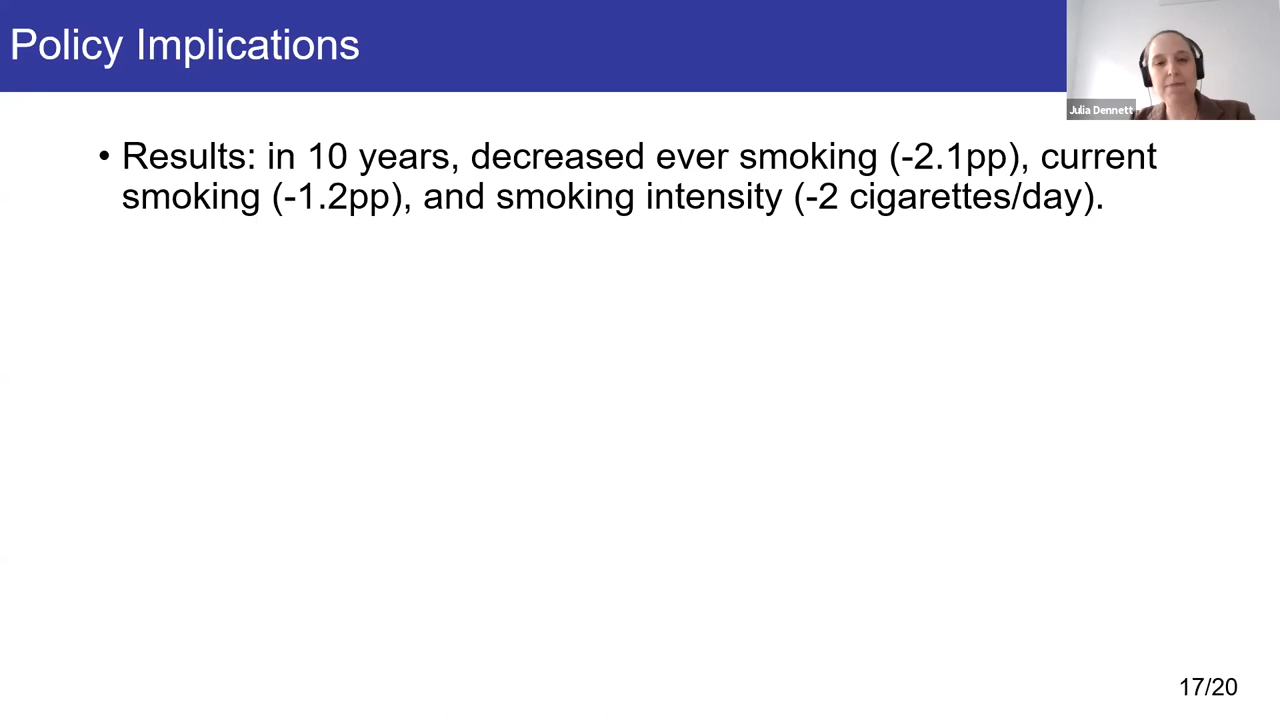 Policy Implications
Julia Dennett
• Results: in 10 years, decreased ever smoking (-2.1pp), current
smoking (-1.2pp), and smoking intensity (-2 cigarettes/day).
17/20